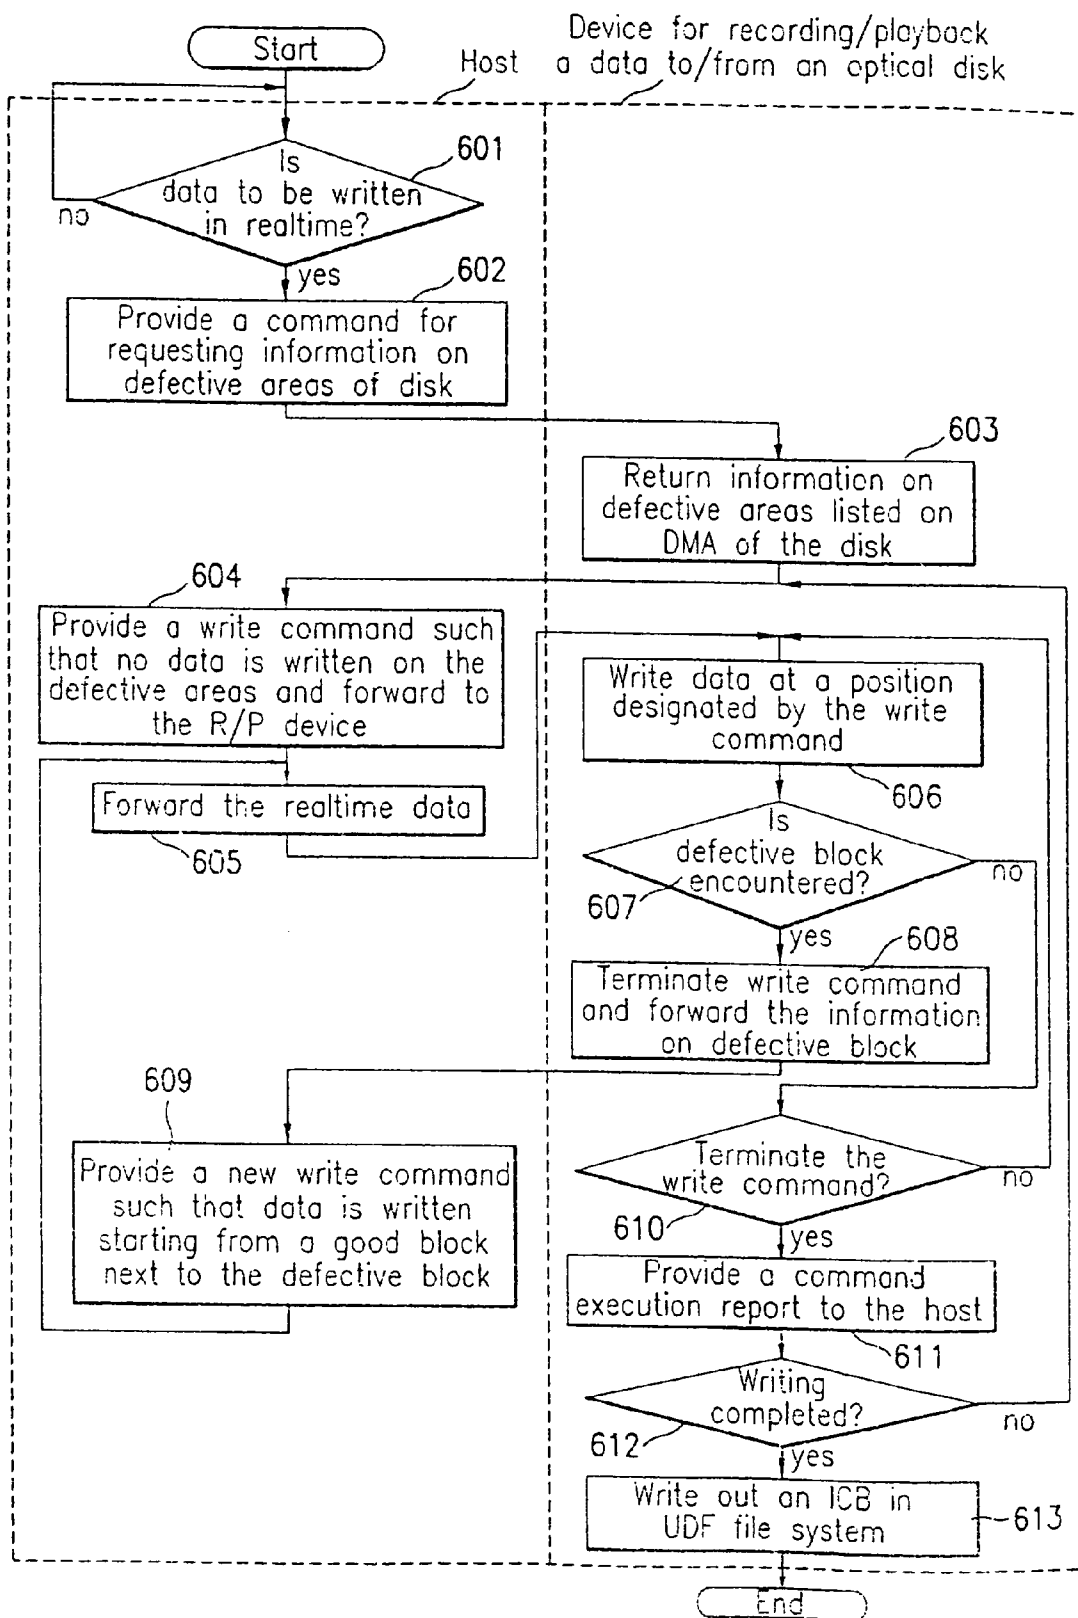 Start
Device for recording/playback
Host a data to/from an optical disk
601
Is
data to be written
in realtime?
no
yes
602
Provide a command for
requesting information on
defective areas of disk
603
Return information on
defective areas listed on
DMA of the disk
604
Provide a write command such
that no data is written on the
defective areas and forward to
the R/P device
Write data at a position
designated by the write
command
606
Forward the realtime data
605
Is
defective block
encountered?
607
no
yes
608
Terminate write command
and forward the information
on defective block
609
Provide a new write command
such that data is written
starting from a good block
next to the defective block
Terminate the
write command?
610
no
yes
Provide a command
execution report to the host
611
Writing
completed?
612
no
yes
Write out an ICB in
UDF file system
613
End